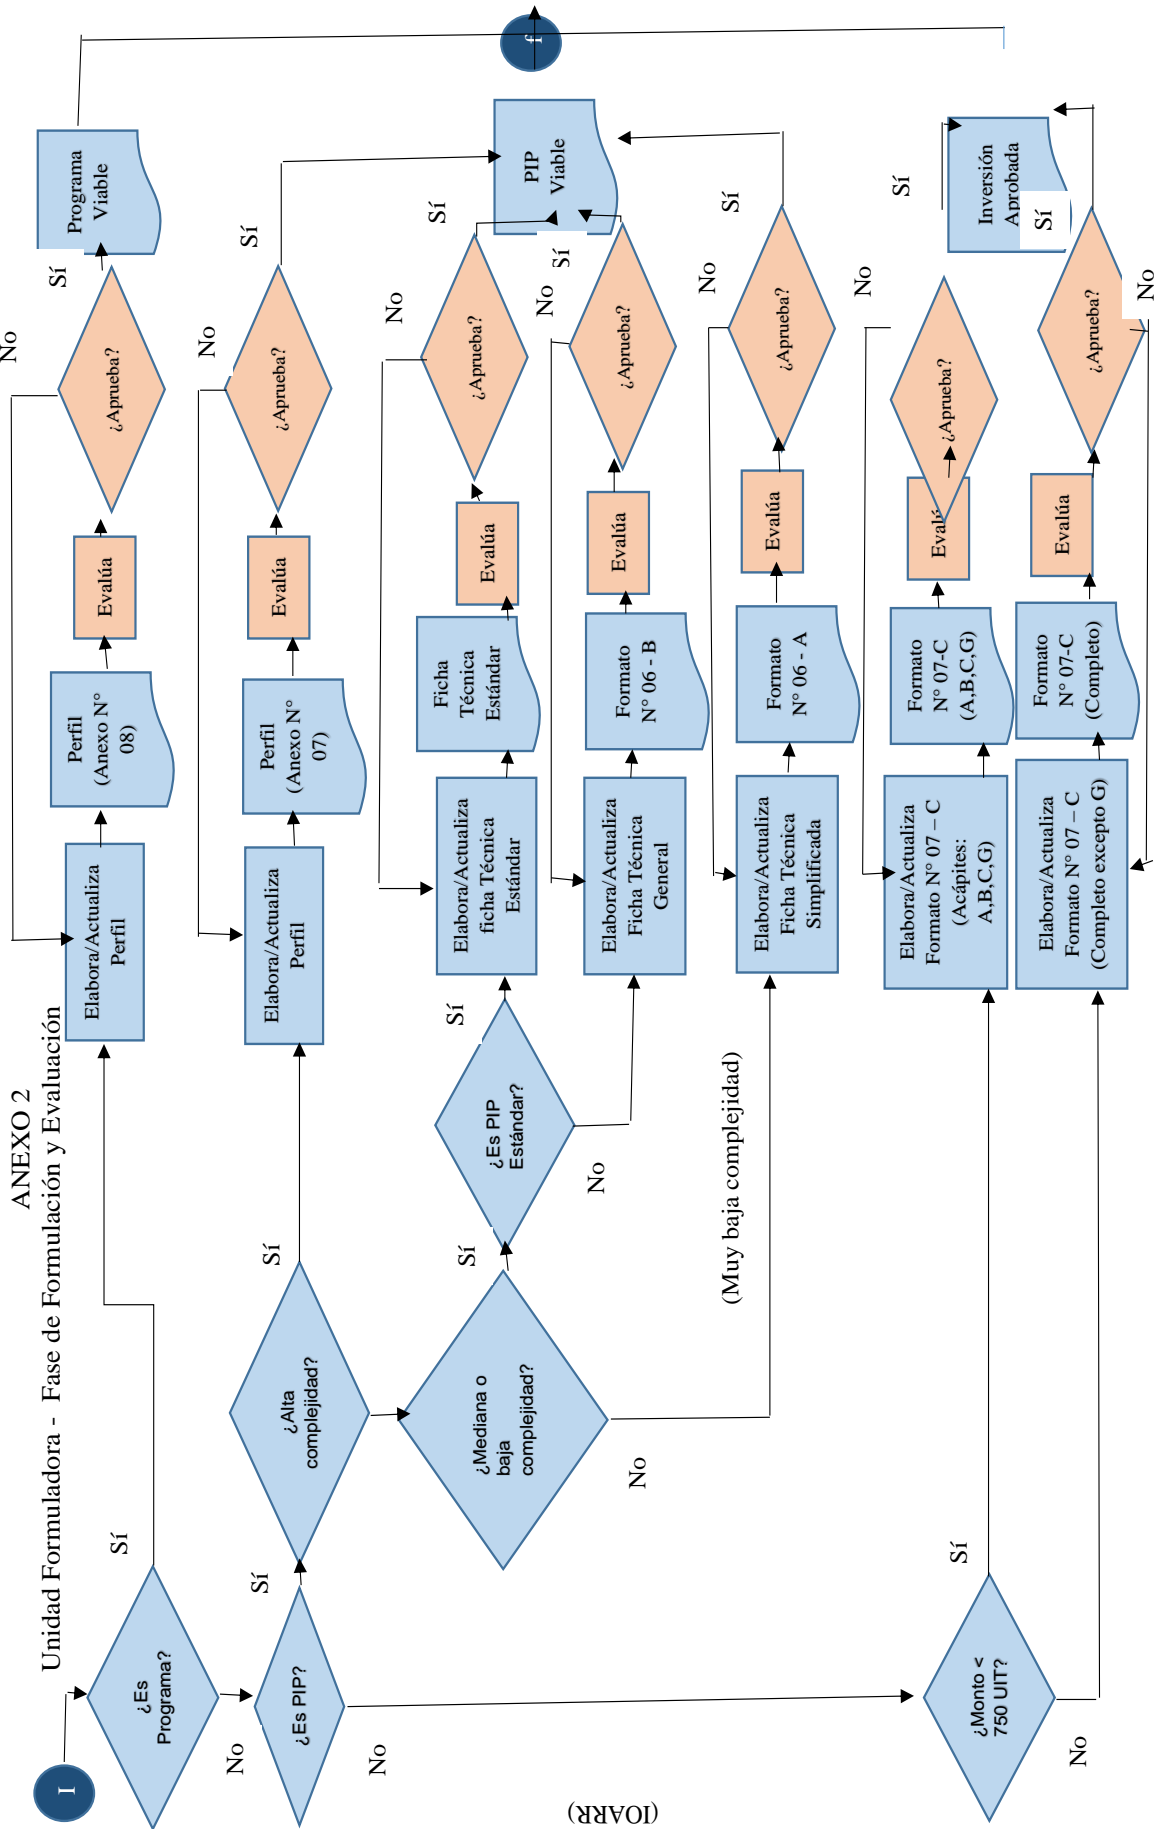 ANEXO 2
Unidad Formuladora - Fase de Formulación y Evaluación
I
¿Es
Programa?
Sí
No
Elabora/Actualiza
Perfil
Perfil
(Anexo N°
08)
Evalúa
¿Aprueba?
No
Sí
Programa
Viable
¿Es PIP?
Sí
No
¿Alta
complejidad?
Sí
Elabora/Actualiza
Perfil
Perfil
(Anexo N°
07)
Evalúa
¿Aprueba?
No
Sí
¿Mediana o
baja
complejidad?
Sí
No
¿Es PIP
Estándar?
Sí
No
Elabora/Actualiza
ficha Técnica
Estándar
Ficha
Técnica
Estándar
Evalúa
¿Aprueba?
No
Sí
PIP
Viable
f
Elabora/Actualiza
Ficha Técnica
General
Formato
N° 06 - B
Evalúa
¿Aprueba?
No
Sí
(Muy baja complejidad)
Elabora/Actualiza
Ficha Técnica
Simplificada
Formato
N° 06 - A
Evalúa
¿Aprueba?
No
Sí
(IOARR)
¿Monto <
750 UIT?
Sí
No
Elabora/Actualiza
Formato N° 07 – C
(Acápites:
A,B,C,G)
Formato
N° 07-C
(A,B,C,G)
Evalúa
¿Aprueba?
No
Sí
Inversión
Aprobada
Elabora/Actualiza
Formato N° 07 – C
(Completo excepto G)
Formato
N° 07-C
(Completo)
Evalúa
¿Aprueba?
No
Sí